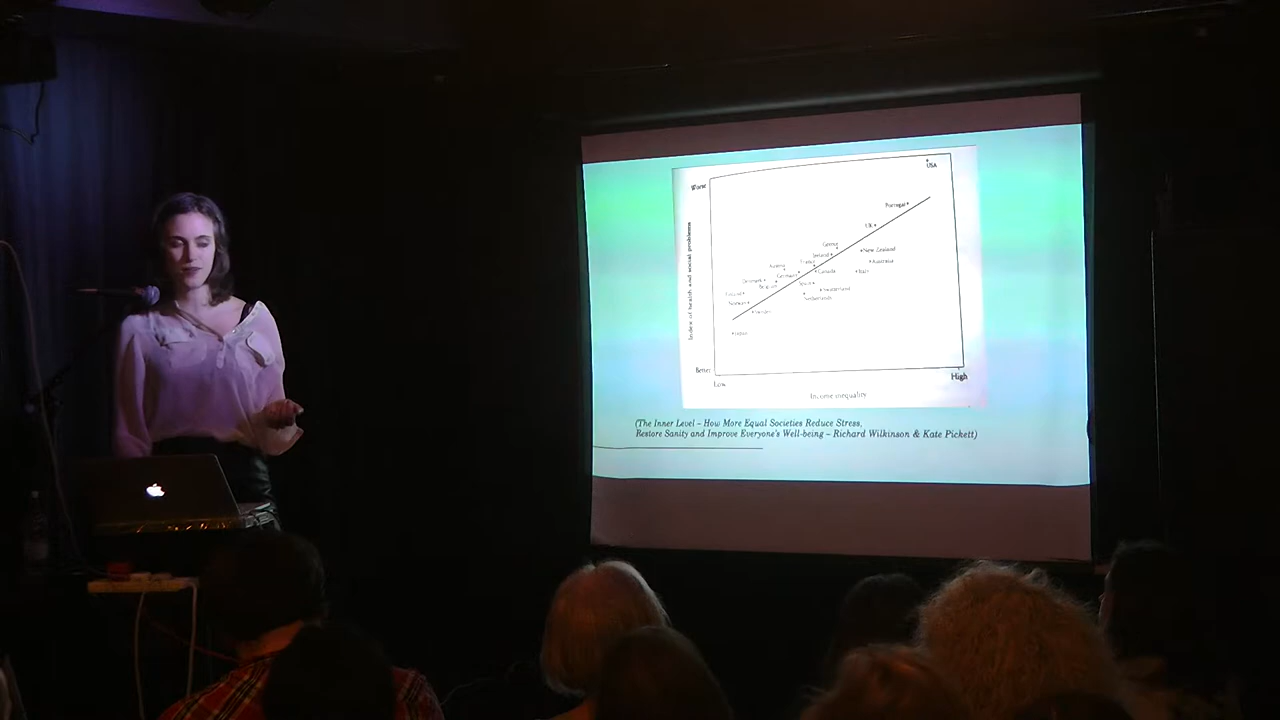 USA
Worse
Portugal
UK
Greece
New Zealand
Ireland
France
Australia
Austria
Canada
Italy
Germany
Denmark
Spain
Belgium
Switzerland
Finland
Netherlands
Norway
Sweden
Japan
Index of health and social problems
Better
Low
High
Income inequality
(The Inner Level – How More Equal Societies Reduce Stress,
Restore Sanity and Improve Everyone's Well-being – Richard Wilkinson & Kate Pickett)